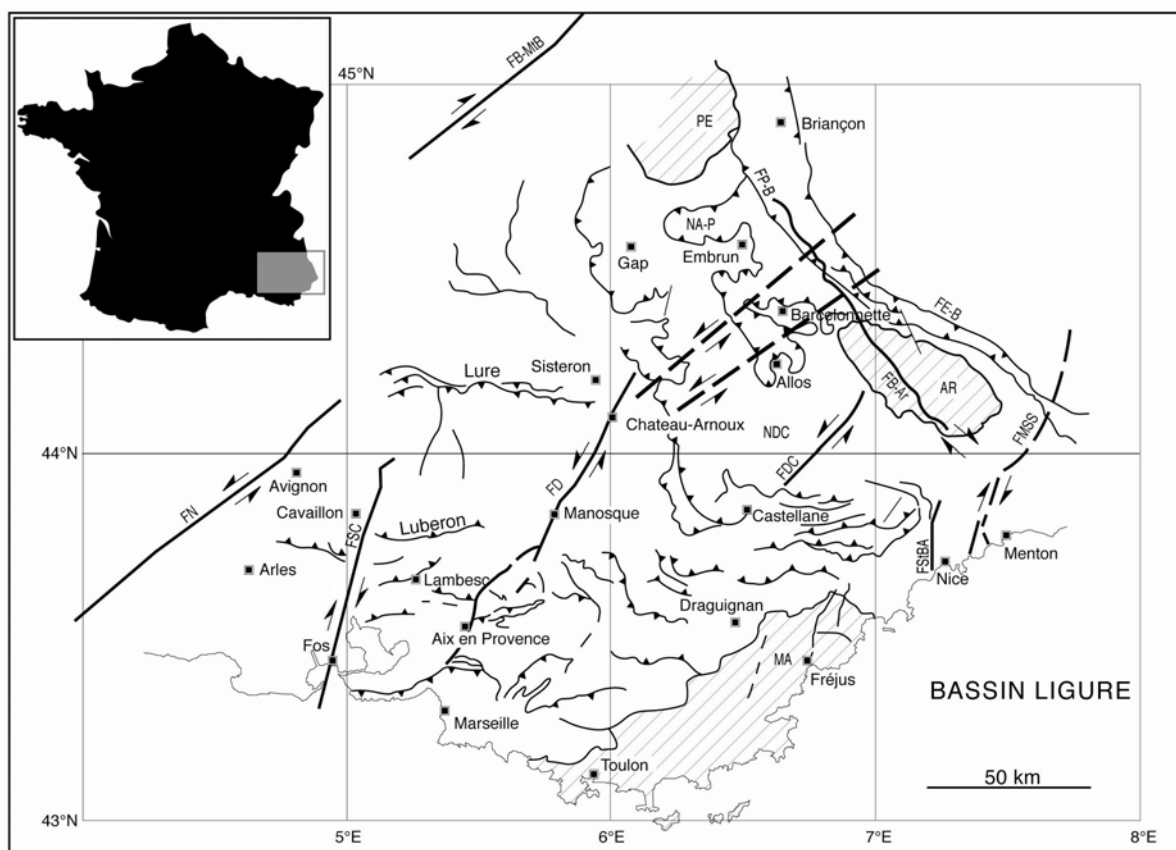 FB-MtB
45°N
PE
Briançon
FP-B
NA-P
Gap
Embrun
FE-B
Barcelonnette
Sisteron
Lure
Allos
FB-Ar
AR
Chateau-Arnoux
NDC
FMSS
44°N
FDC
Avignon
FN
FD
Cavaillon
FSC
Manosque
Castellane
Luberon
FStBA
Menton
Nice
Arles
Lambesc
Draguignan
Aix en Provence
Fos
MA
Fréjus
BASSIN LIGURE
Marseille
Toulon
50 km
43°N
5°E
6°E
7°E
8°E